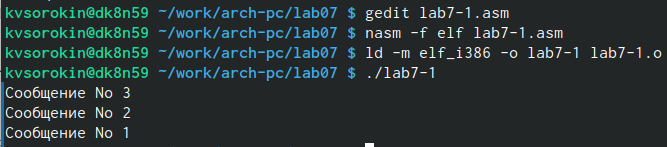 kvsorokin@dk8n59 ~/work/arch-pc/lab07 $ gedit lab7-1.asm
kvsorokin@dk8n59 ~/work/arch-pc/lab07 $ nasm -f elf lab7-1.asm
kvsorokin@dk8n59 ~/work/arch-pc/lab07 $ ld -m elf_i386 -o lab7-1 lab7-1.o
kvsorokin@dk8n59 ~/work/arch-pc/lab07 $ ./lab7-1
Сообщение No 3
Сообщение No 2
Сообщение No 1